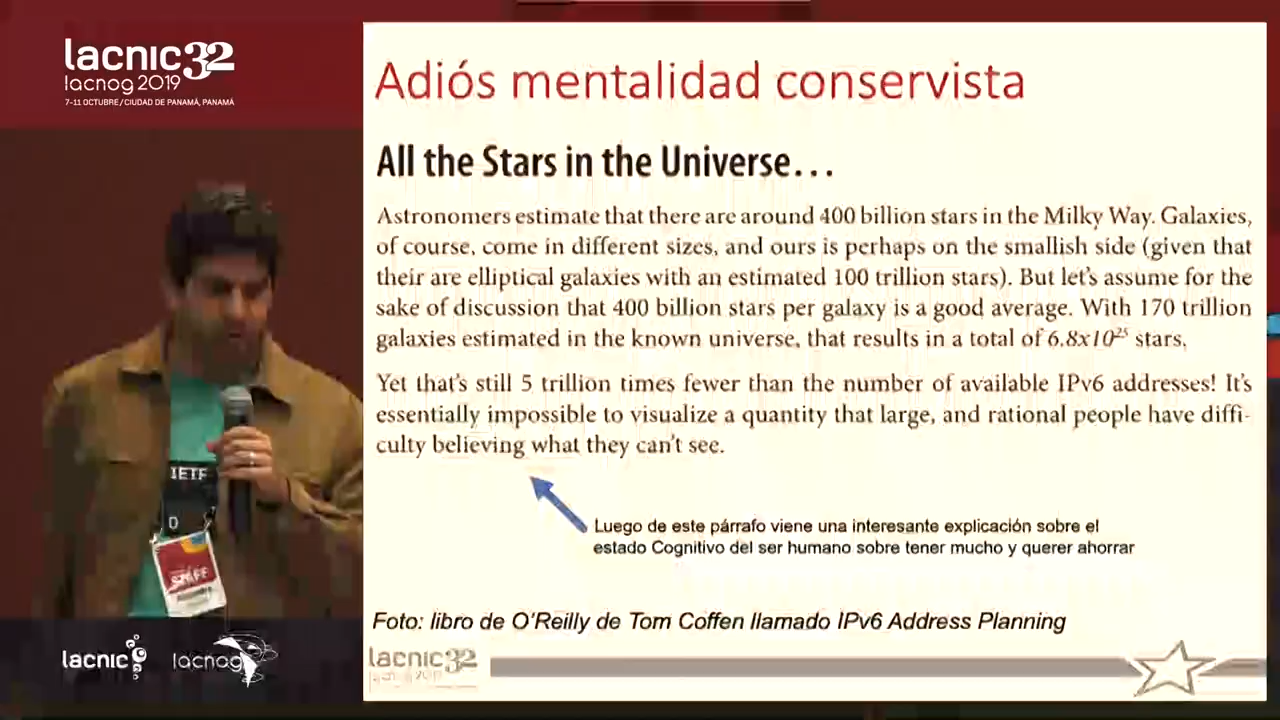 lacnic32
lacnog 2019
7-11 OCTUBRE / CIUDAD DE PANAMÁ, PANAMÁ
Adiós mentalidad conservista
All the Stars in the Universe…
Astronomers estimate that there are around 400 billion stars in the Milky Way. Galaxies,
of course, come in different sizes, and ours is perhaps on the smallish side (given that
their are elliptical galaxies with an estimated 100 trillion stars). But let's assume for the
sake of discussion that 400 billion stars per galaxy is a good average. With 170 trillion
galaxies estimated in the known universe, that results in a total of 6.8x10²⁵ stars.
Yet that's still 5 trillion times fewer than the number of available IPv6 addresses! It's
essentially impossible to visualize a quantity that large, and rational people have diffi-
culty believing what they can't see.
Luego de este párrafo viene una interesante explicación sobre el
estado Cognitivo del ser humano sobre tener mucho y querer ahorrar
Foto: libro de O'Reilly de Tom Coffen llamado IPv6 Address Planning
IETF
STAFF
lacnic
lacnog
lacnic32